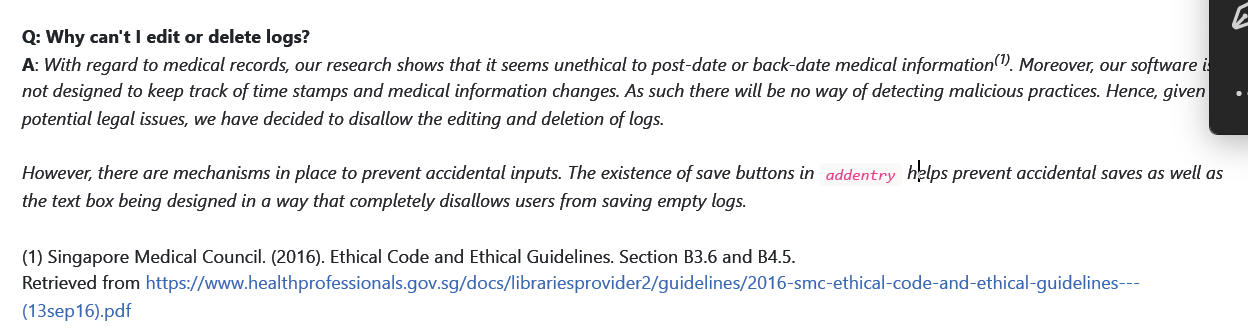 Q: Why can't I edit or delete logs?
A: With regard to medical records, our research shows that it seems unethical to post-date or back-date medical information(1). Moreover, our software is
not designed to keep track of time stamps and medical information changes. As such there will be no way of detecting malicious practices. Hence, given
potential legal issues, we have decided to disallow the editing and deletion of logs.
However, there are mechanisms in place to prevent accidental inputs. The existence of save buttons in addentry helps prevent accidental saves as well as
the text box being designed in a way that completely disallows users from saving empty logs.
(1) Singapore Medical Council. (2016). Ethical Code and Ethical Guidelines. Section B3.6 and B4.5.
Retrieved from https://www.healthprofessionals.gov.sg/docs/librariesprovider2/guidelines/2016-smc-ethical-code-and-ethical-guidelines---
(13sep16).pdf